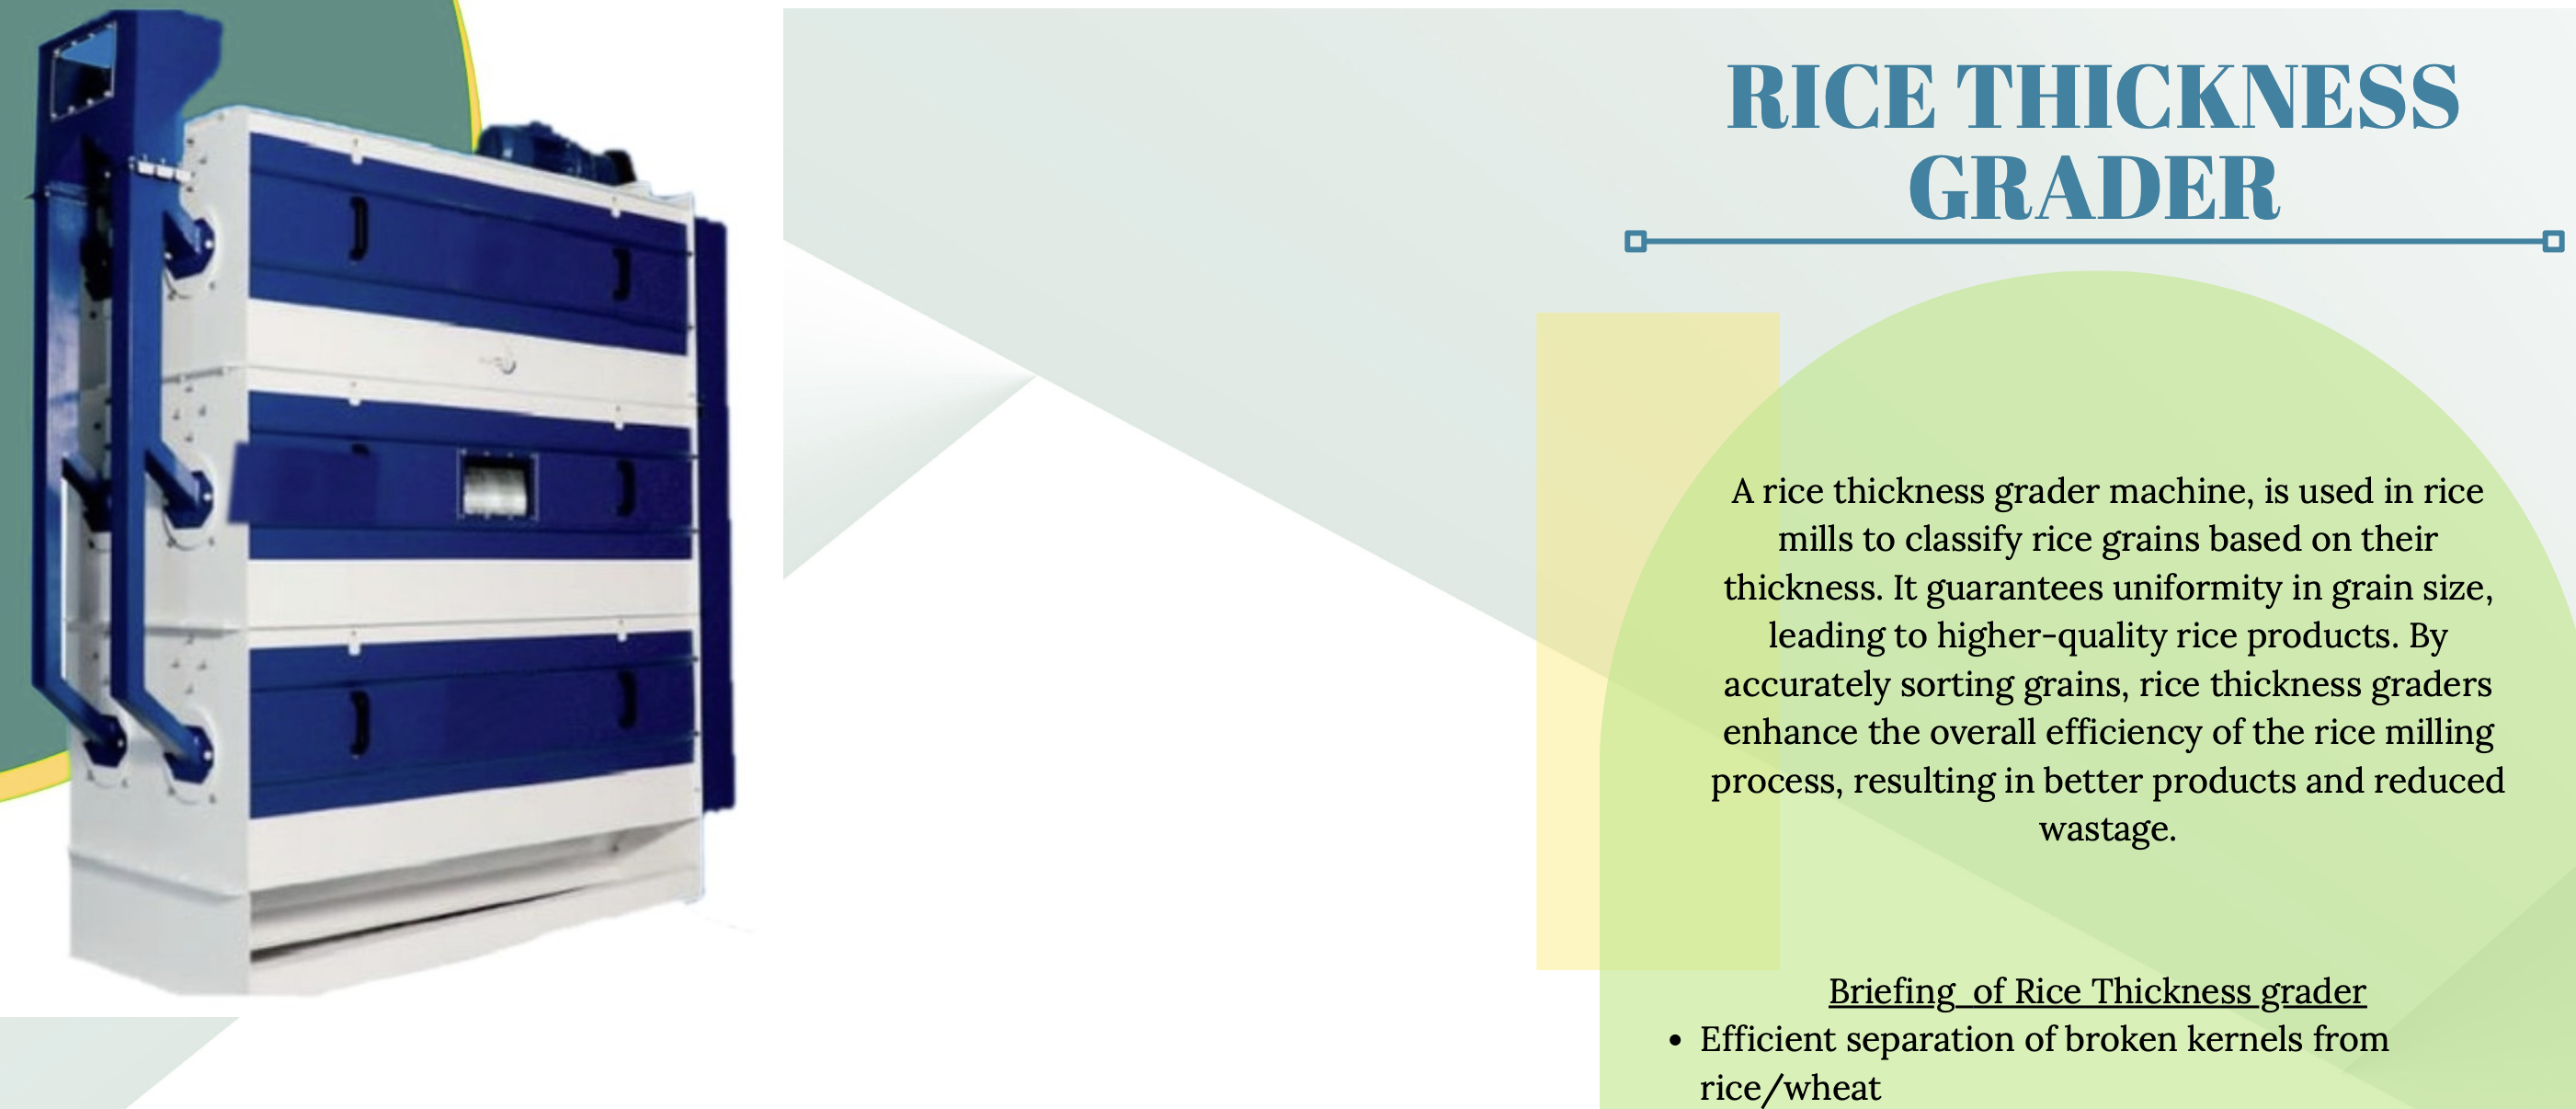 RICE THICKNESS
GRADER
A rice thickness grader machine, is used in rice
mills to classify rice grains based on their
thickness. It guarantees uniformity in grain size,
leading to higher-quality rice products. By
accurately sorting grains, rice thickness graders
enhance the overall efficiency of the rice milling
process, resulting in better products and reduced
wastage.
Briefing of Rice Thickness grader
• Efficient separation of broken kernels from
rice/wheat